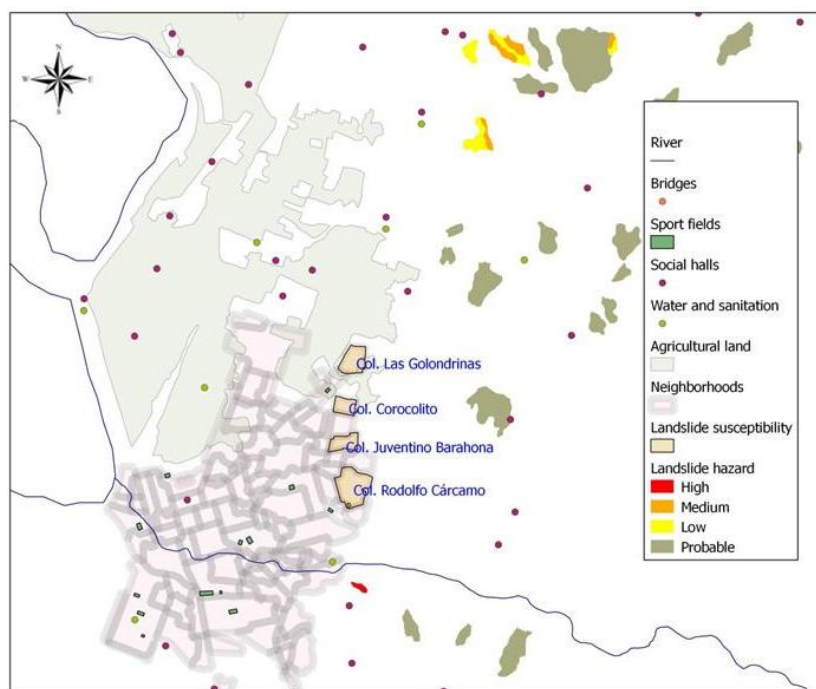 N
W E
S
River
Bridges
Sport fields
Social halls
Water and sanitation
Agricultural land
Neighborhoods
Landslide susceptibility
Landslide hazard
High
Medium
Low
Probable
Col. Las Golondrinas
Col. Corocolito
Col. Juventino Barahona
Col. Rodolfo Cárcamo